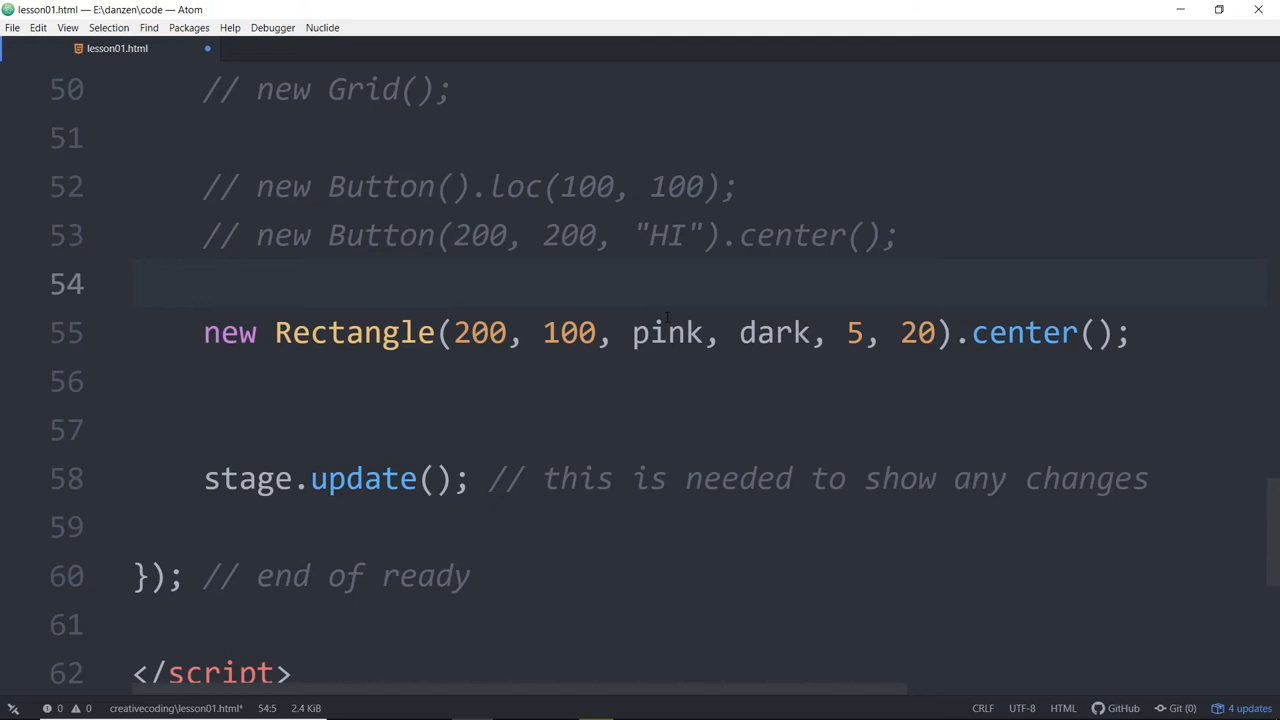 lesson01.html — E:\danzen\code — Atom
File Edit View Selection Find Packages Help Debugger Nuclide
lesson01.html
50 // new Grid();
51
52 // new Button().loc(100, 100);
53 // new Button(200, 200, "HI").center();
54
55 new Rectangle(200, 100, pink, dark, 5, 20).center();
56
57
58 stage.update(); // this is needed to show any changes
59
60 }); // end of ready
61
62 </script>
0 0 creativecoding\lesson01.html* 54:5 2.4 KiB CRLF UTF-8 HTML GitHub Git (0) 4 updates